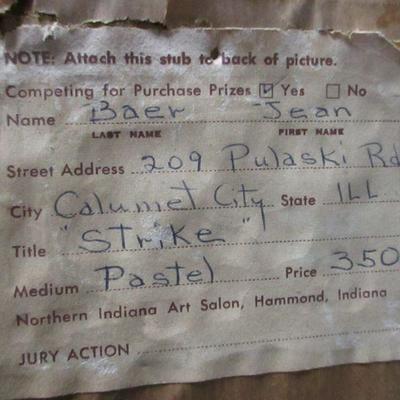 NOTE: Attach this stub to back of picture.
Competing for Purchase Prizes ☑ Yes ☐ No
Name Baer Jean
LAST NAME FIRST NAME
Street Address 209 Pulaski Rd
City Calumet City State ILL
Title "Strike"
Medium Pastel Price 350
Northern Indiana Art Salon, Hammond, Indiana
JURY ACTION